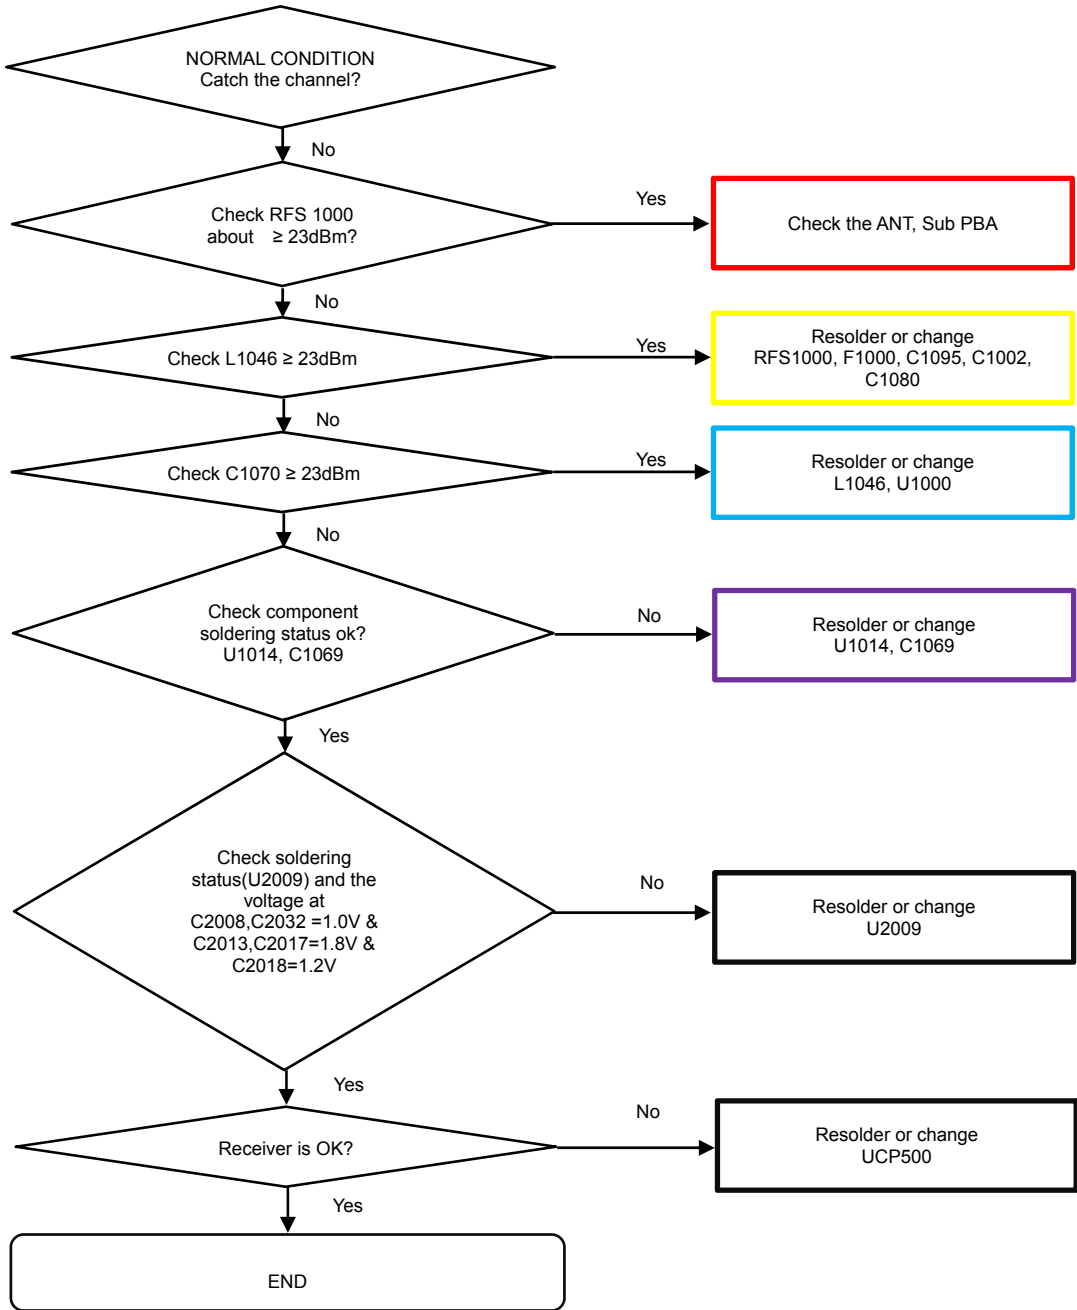 NORMAL CONDITION
Catch the channel?
No
Check RFS 1000
about ≥ 23dBm?
Yes
Check the ANT, Sub PBA
No
Check L1046 ≥ 23dBm
Yes
Resolder or change
RFS1000, F1000, C1095, C1002,
C1080
No
Check C1070 ≥ 23dBm
Yes
Resolder or change
L1046, U1000
No
Check component
soldering status ok?
U1014, C1069
No
Resolder or change
U1014, C1069
Yes
Check soldering
status(U2009) and the
voltage at
C2008,C2032 =1.0V &
C2013,C2017=1.8V &
C2018=1.2V
No
Resolder or change
U2009
Yes
Receiver is OK?
No
Resolder or change
UCP500
Yes
END